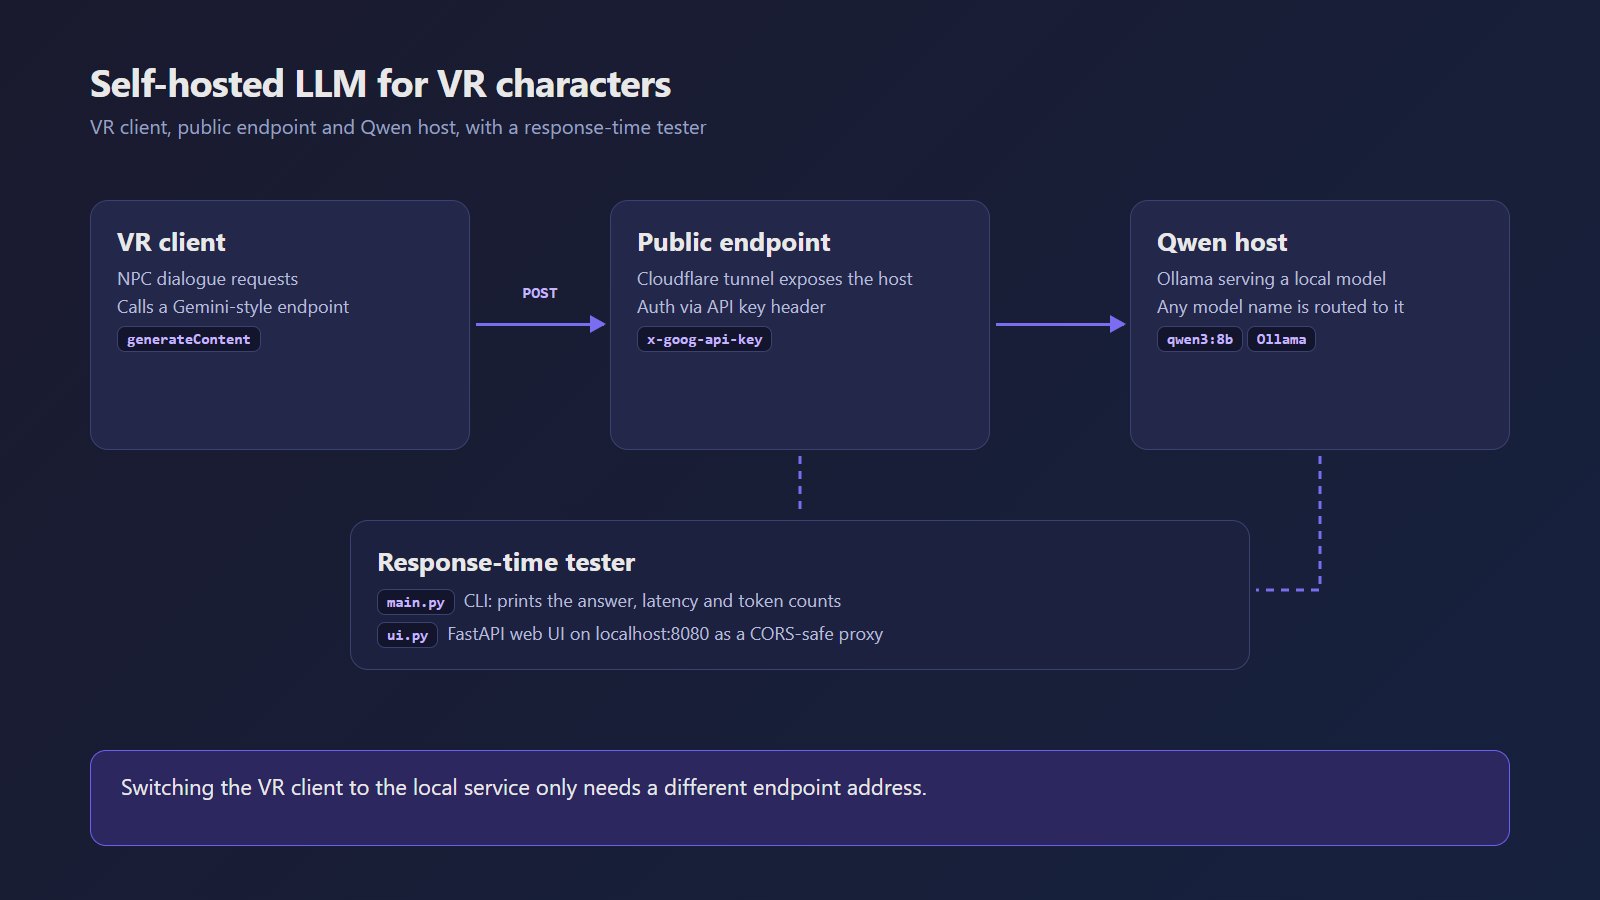 Self-hosted LLM for VR characters
VR client, public endpoint and Qwen host, with a response-time tester
VR client
NPC dialogue requests
Calls a Gemini-style endpoint
generateContent
POST
Public endpoint
Cloudflare tunnel exposes the host
Auth via API key header
x-goog-api-key
Qwen host
Ollama serving a local model
Any model name is routed to it
qwen3:8b Ollama
Response-time tester
main.py CLI: prints the answer, latency and token counts
ui.py FastAPI web UI on localhost:8080 as a CORS-safe proxy
Switching the VR client to the local service only needs a different endpoint address.